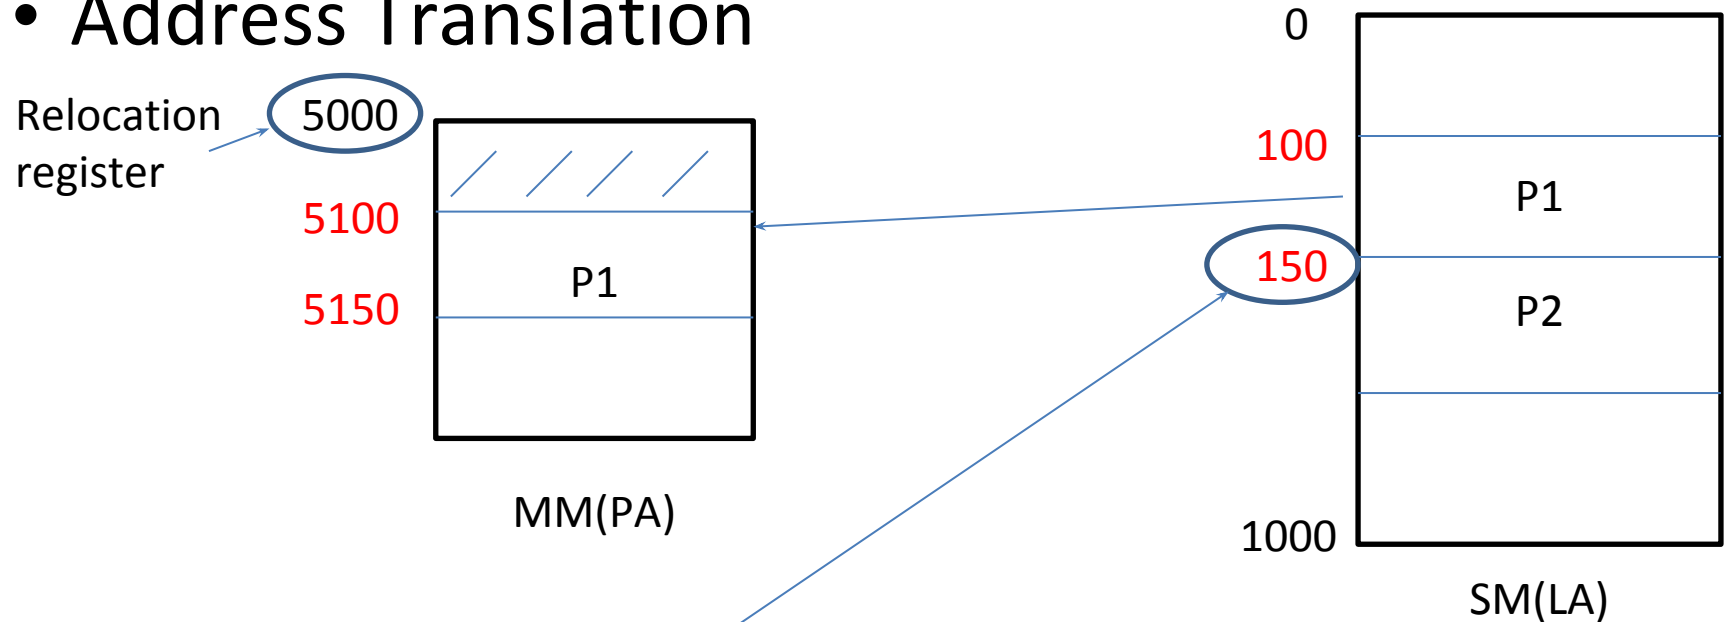 • Address Translation
Relocation
register
5000
5100
P1
5150
MM(PA)
0
100
P1
150
P2
1000
SM(LA)